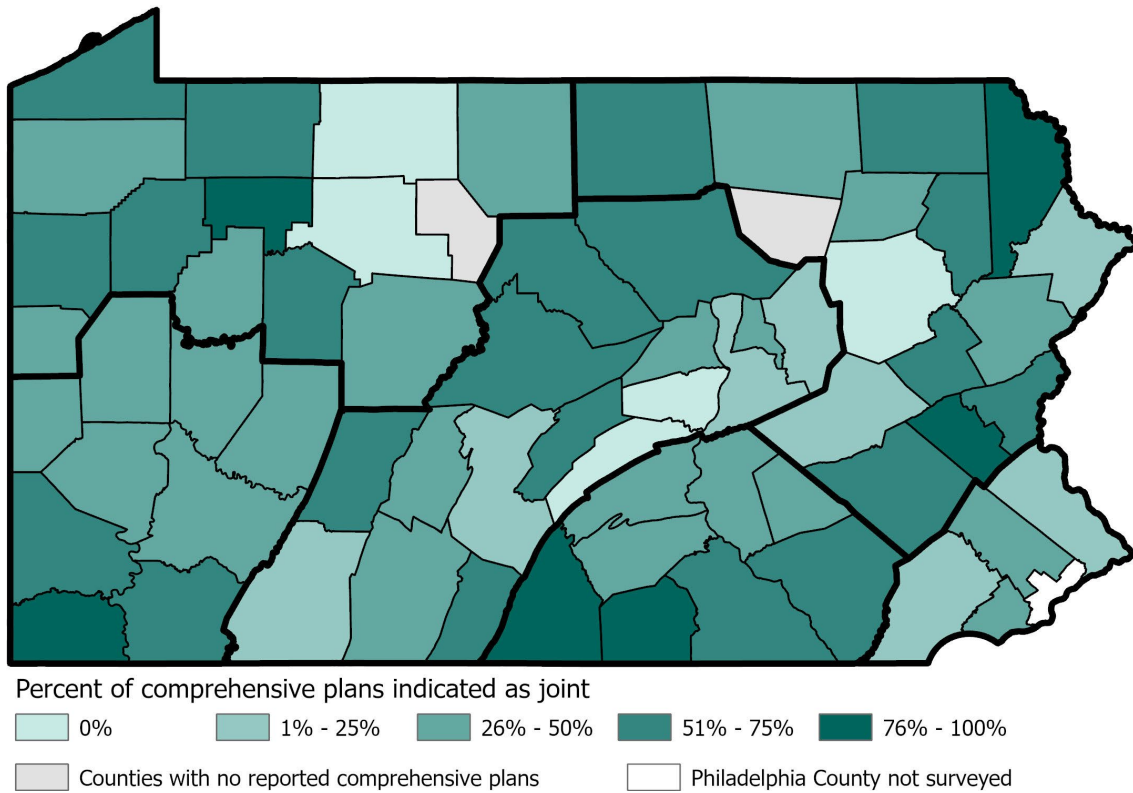 Percent of comprehensive plans indicated as joint
0% 1% - 25% 26% - 50% 51% - 75% 76% - 100%
Counties with no reported comprehensive plans Philadelphia County not surveyed